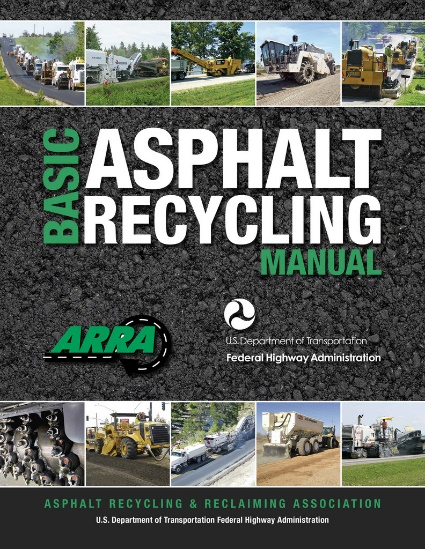 BASIC
ASPHALT
RECYCLING
MANUAL
ARRA
U.S. Department of Transportation
Federal Highway Administration
ASPHALT RECYCLING & RECLAIMING ASSOCIATION
U.S. Department of Transportation Federal Highway Administration